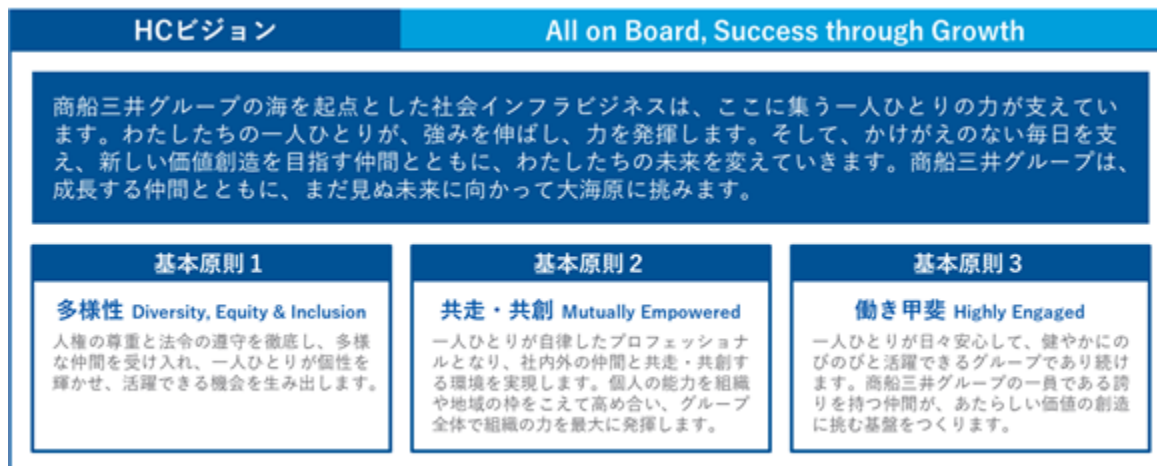 HCビジョン
All on Board, Success through Growth
商船三井グループの海を起点とした社会インフラビジネスは、ここに集う一人ひとりの力が支えてい
ます。わたしたちの一人ひとりが、強みを伸ばし、力を発揮します。そして、かけがえのない毎日を支
え、新しい価値創造を目指す仲間とともに、わたしたちの未来を変えていきます。商船三井グループは、
成長する仲間とともに、まだ見ぬ未来に向かって大海原に挑みます。
基本原則1
多様性 Diversity, Equity & Inclusion
人権の尊重と法令の遵守を徹底し、多様
な仲間を受け入れ、一人ひとりが個性を
輝かせ、活躍できる機会を生み出します。
基本原則2
共走・共創 Mutually Empowered
一人ひとりが自律したプロフェッショナ
ルとなり、社内外の仲間と共走・共創す
る環境を実現します。個人の能力を組織
や地域の枠をこえて高め合い、グループ
全体で組織の力を最大に発揮します。
基本原則3
働き甲斐 Highly Engaged
一人ひとりが日々安心して、健やかにの
びのびと活躍できるグループであり続け
ます。商船三井グループの一員である誇
りを持つ仲間が、あたらしい価値の創造
に挑む基盤をつくります。